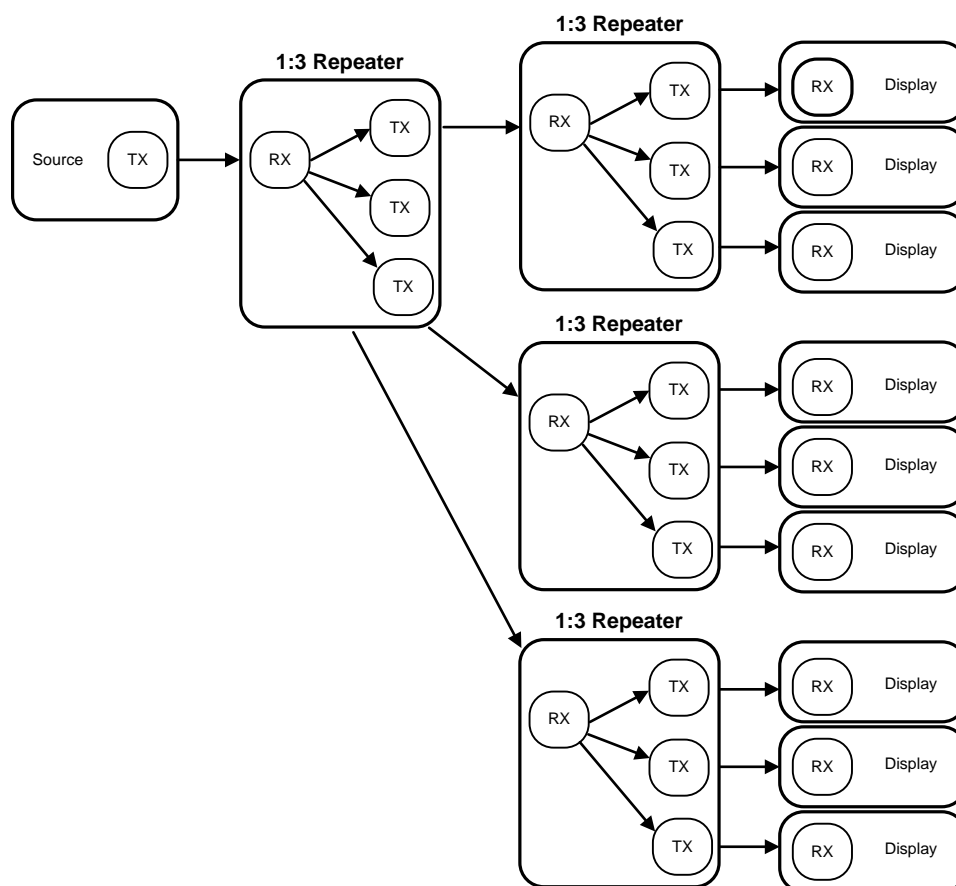 1:3 Repeater
1:3 Repeater
Source
TX
RX
TX
TX
TX
RX
TX
TX
TX
RX
Display
RX
Display
RX
Display
1:3 Repeater
RX
TX
TX
TX
RX
Display
RX
Display
RX
Display
1:3 Repeater
RX
TX
TX
TX
RX
Display
RX
Display
RX
Display